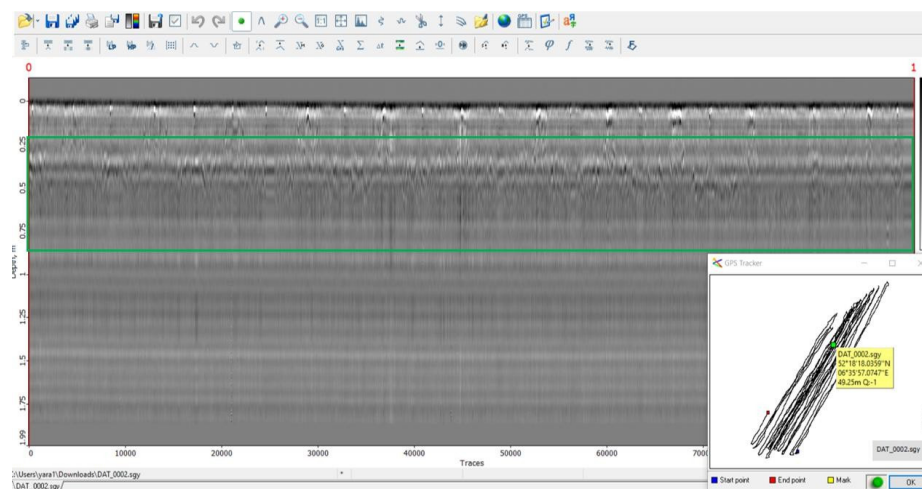 0
1
0
0.25
0.5
0.75
1
1.25
1.5
1.75
1.99
0
10000
20000
30000
40000
50000
60000
Traces
:\Users\yara1\Downloads\DAT_0002.sgy
*
\DAT_0002.sgy/
GPS Tracker
DAT_0002.sgy
52°18'18.0359"N
06°35'57.0747"E
49.25m Q:-1
DAT_0002.sgy
Start point
End point
Mark
OK